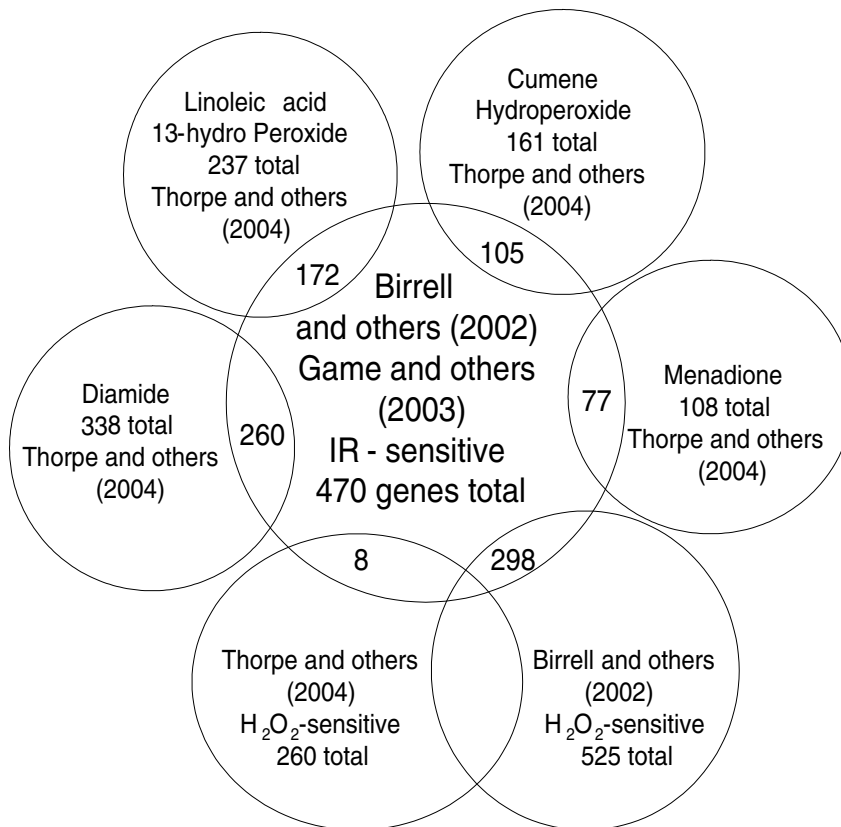 Linoleic acid
13-hydro Peroxide
237 total
Thorpe and others
(2004)
Cumene
Hydroperoxide
161 total
Thorpe and others
(2004)
172
105
Birrell
and others (2002)
Game and others
(2003)
IR - sensitive
470 genes total
Diamide
338 total
Thorpe and others
(2004)
260
77
Menadione
108 total
Thorpe and others
(2004)
8
298
Thorpe and others
(2004)
H₂O₂-sensitive
260 total
Birrell and others
(2002)
H₂O₂-sensitive
525 total